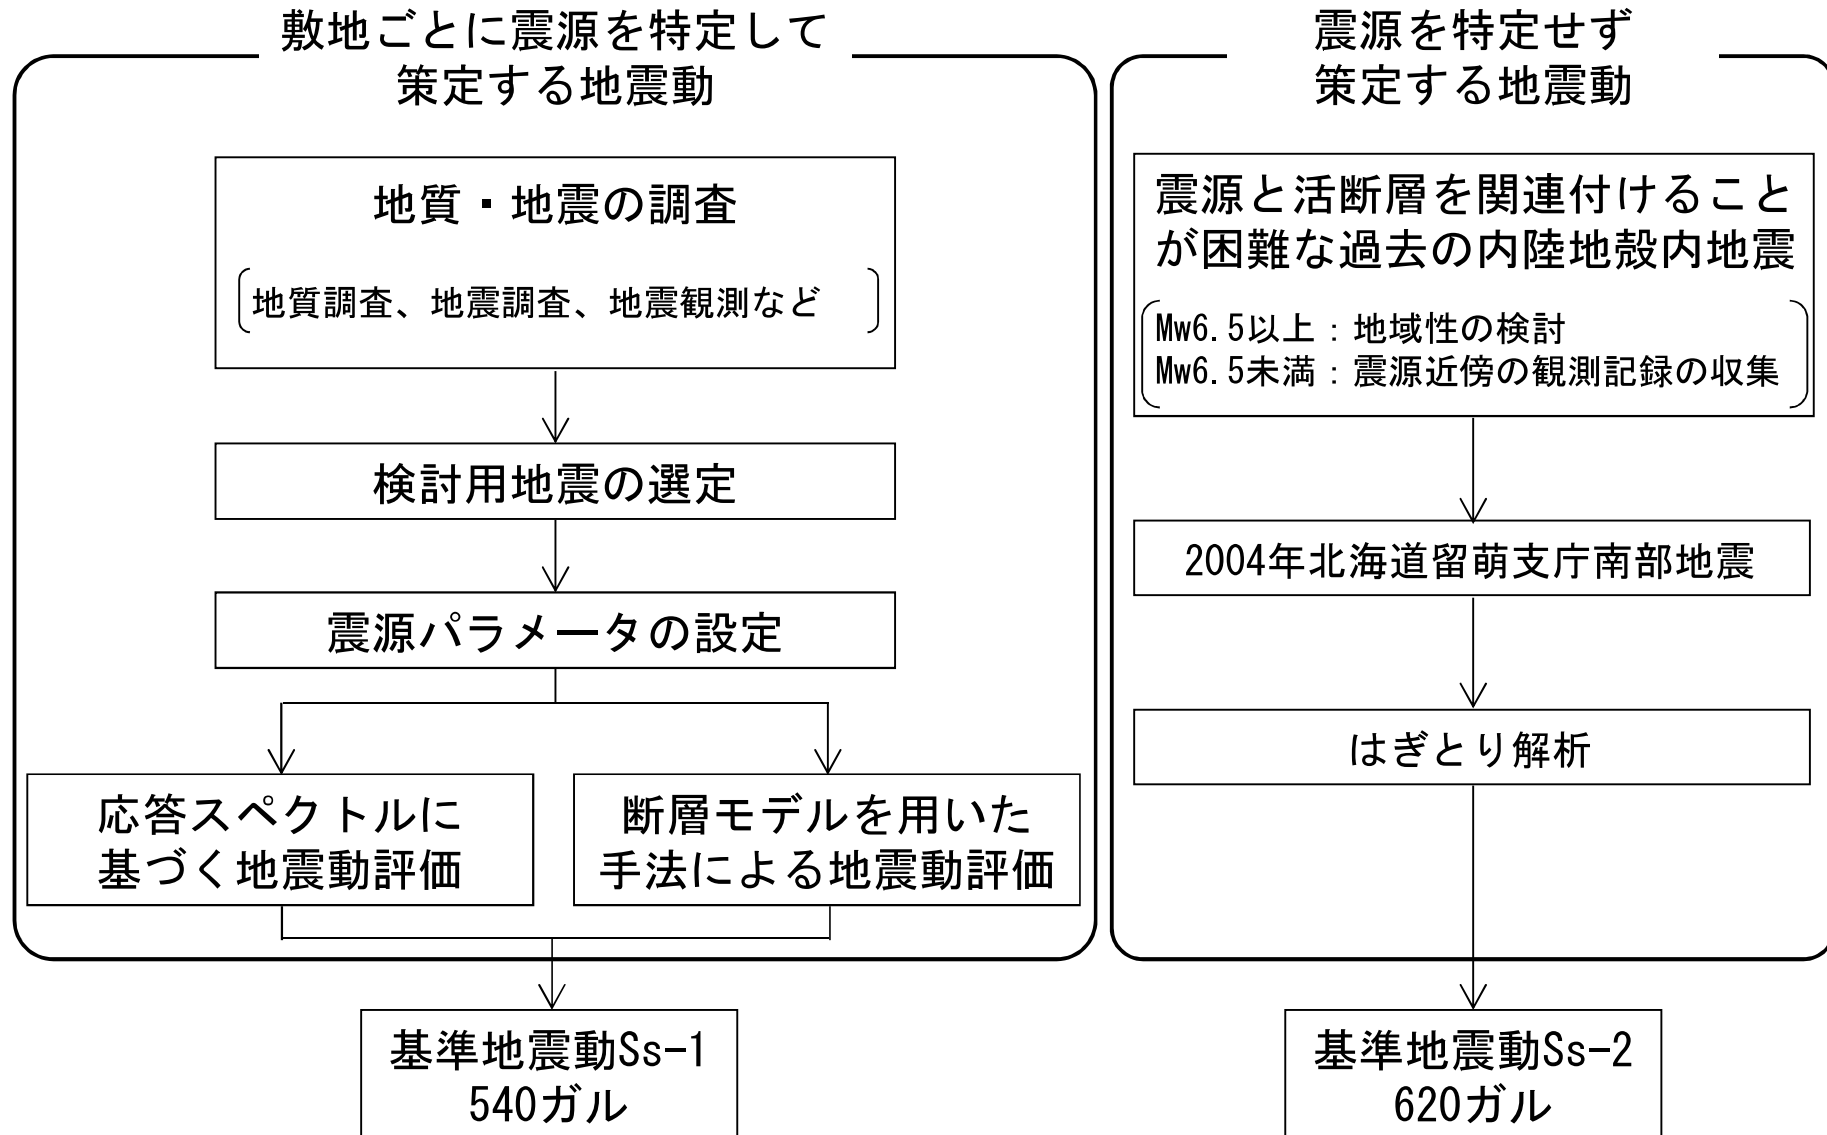 敷地ごとに震源を特定して
策定する地震動
地質・地震の調査
地質調査、地震調査、地震観測など
検討用地震の選定
震源パラメータの設定
応答スペクトルに
基づく地震動評価
断層モデルを用いた
手法による地震動評価
基準地震動Ss-1
540ガル
震源を特定せず
策定する地震動
震源と活断層を関連付けること
が困難な過去の内陸地殻内地震
Mw6.5以上：地域性の検討
Mw6.5未満：震源近傍の観測記録の収集
2004年北海道留萌支庁南部地震
はぎとり解析
基準地震動Ss-2
620ガル